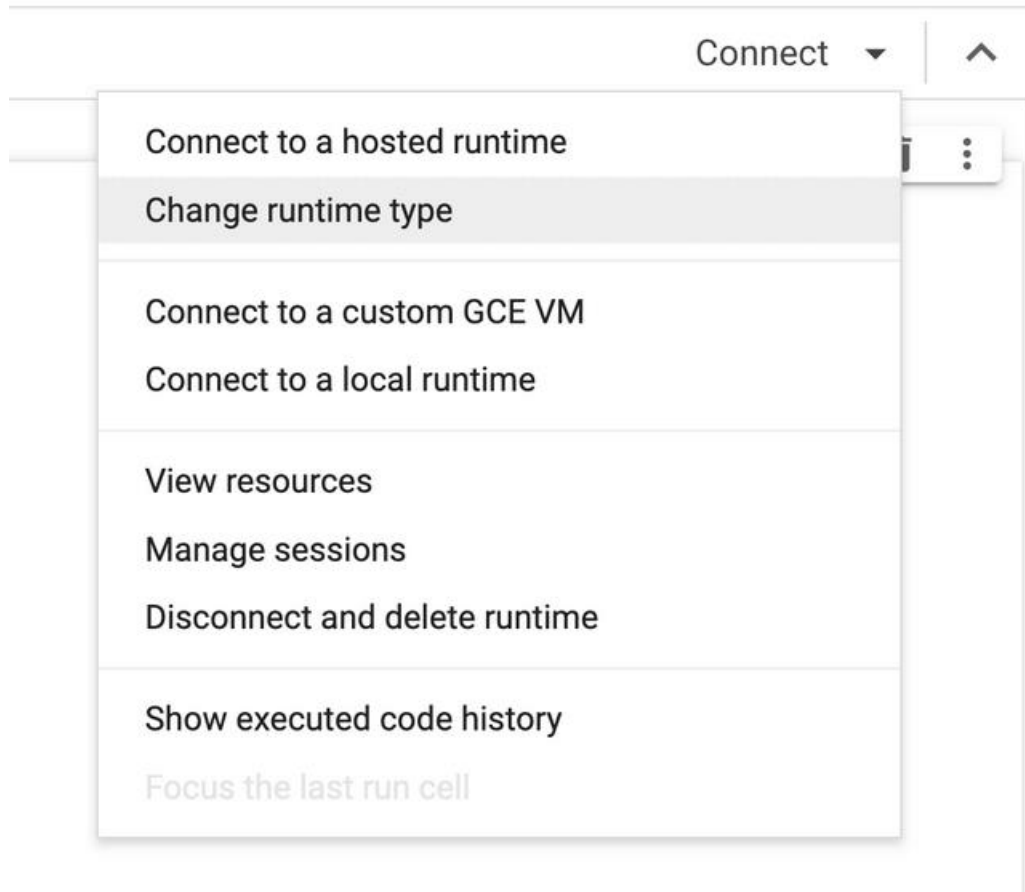 Connect
Connect to a hosted runtime
Change runtime type
Connect to a custom GCE VM
Connect to a local runtime
View resources
Manage sessions
Disconnect and delete runtime
Show executed code history
Focus the last run cell